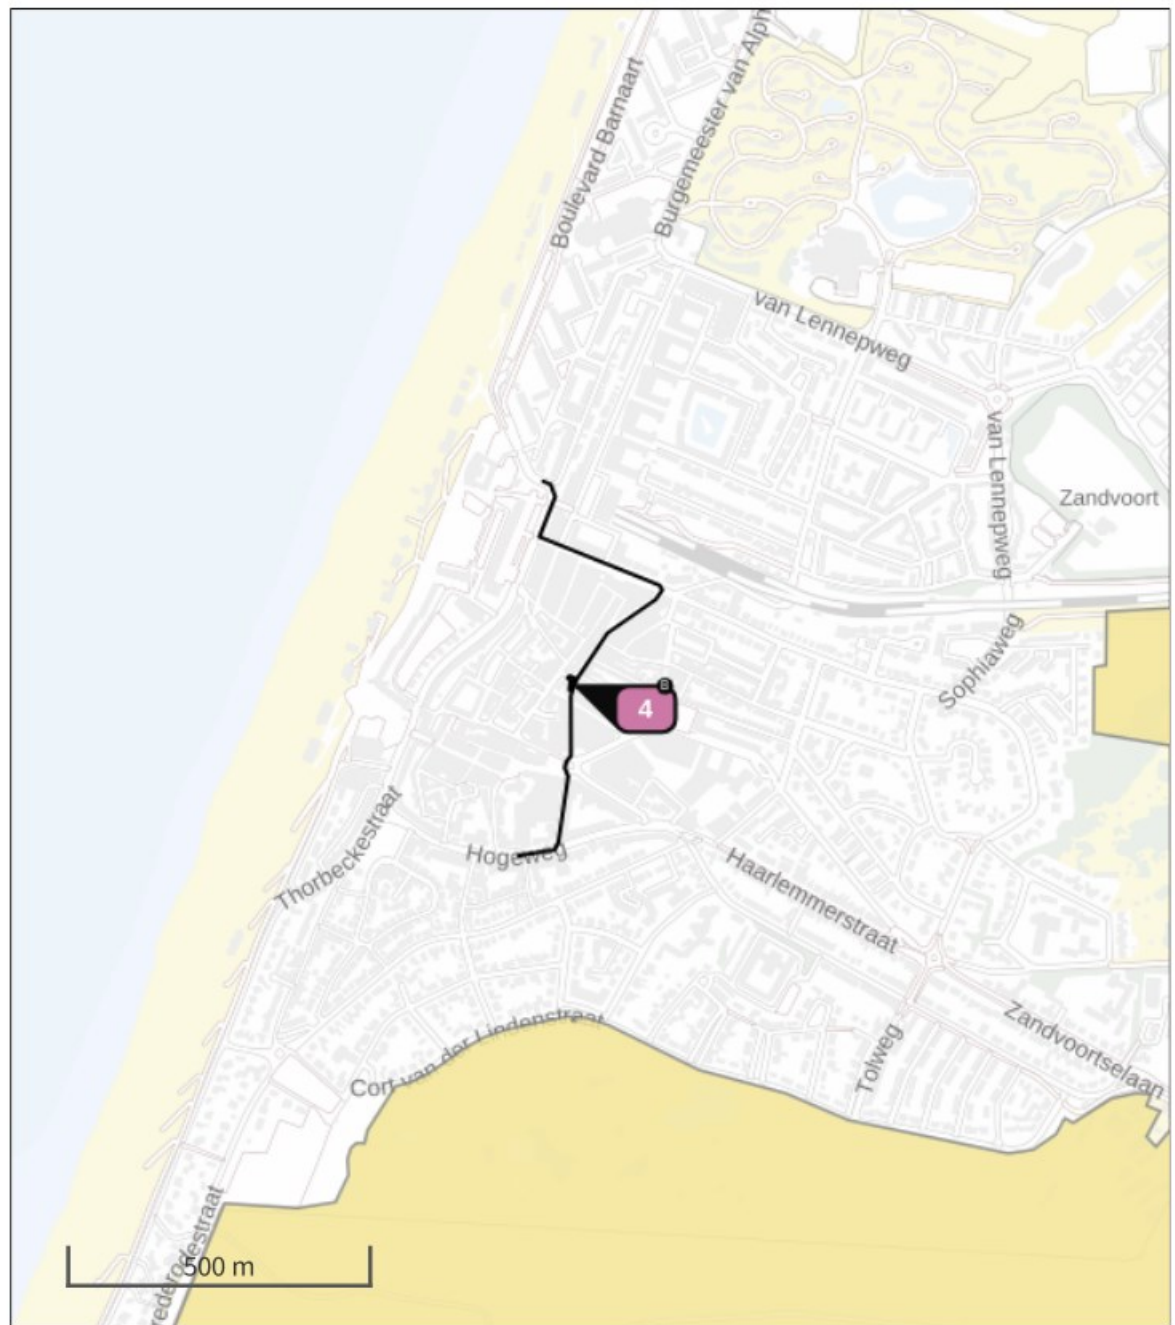 Boulevard Barnaart
Burgemeester van Alph
van Lennepweg
van Lennepweg
Zandvoort
Sophiaweg
4
Thorbeckestraat
Hogeweg
Haarlemmerstraat
Cort van der Lindenstraat
Tolweg
Zandvoortselaan
rederodestraat
500 m